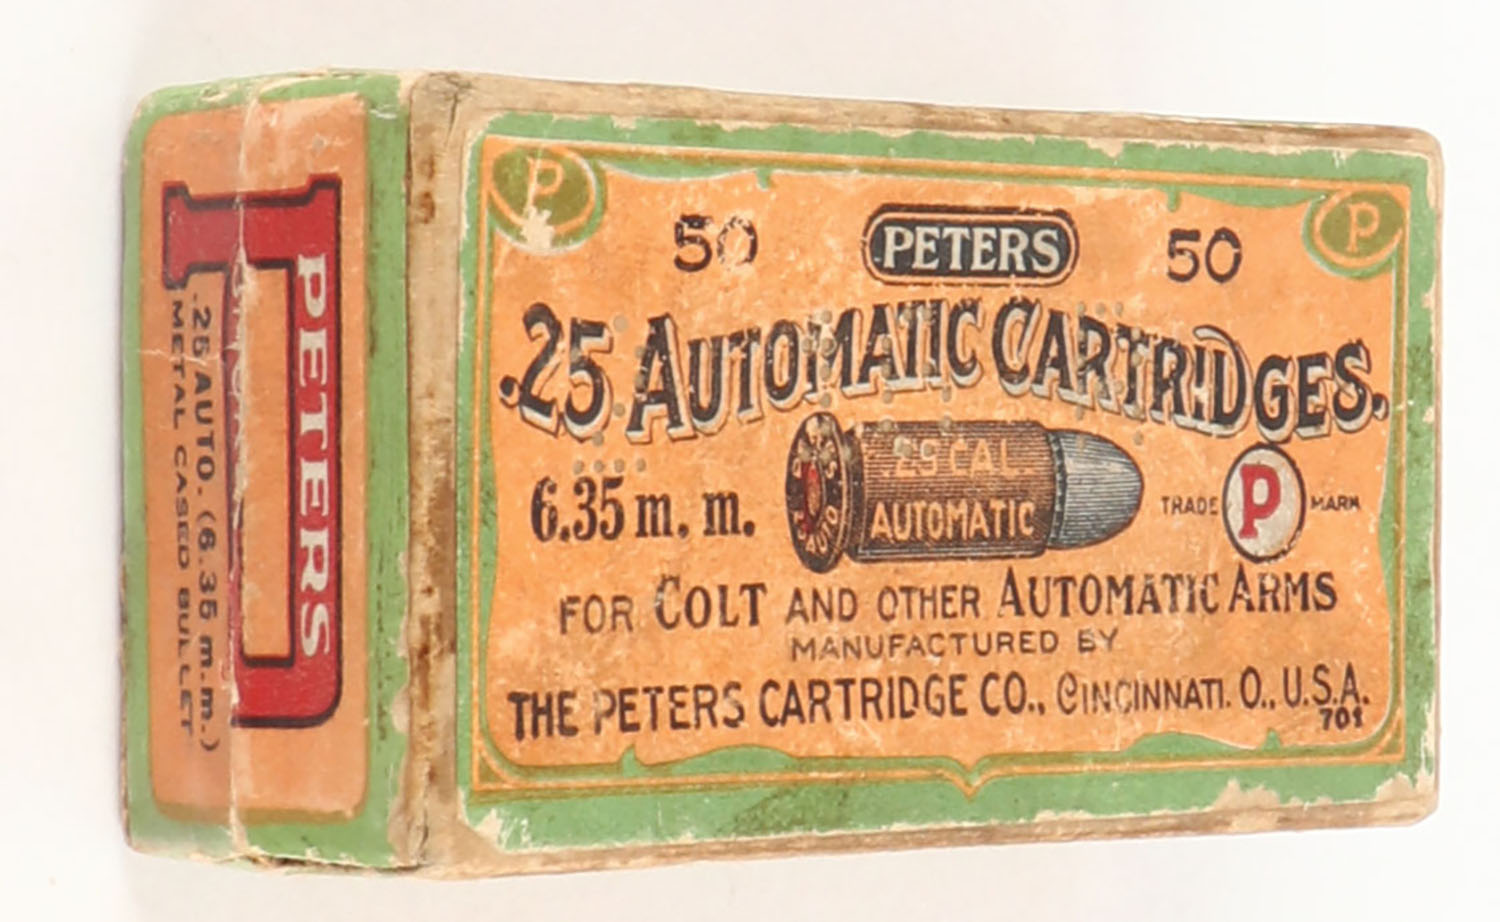 P
P
50 PETERS 50
.25 AUTOMATIC CARTRIDGES.
6.35 m. m.
25 CAL.
AUTOMATIC
TRADE P MARK
FOR COLT AND OTHER AUTOMATIC ARMS
MANUFACTURED BY
THE PETERS CARTRIDGE CO., CINCINNATI. O., U.S.A.
701
P
PETERS
.25 AUTO. (6.35 m.m.)
METAL CASED BULLET